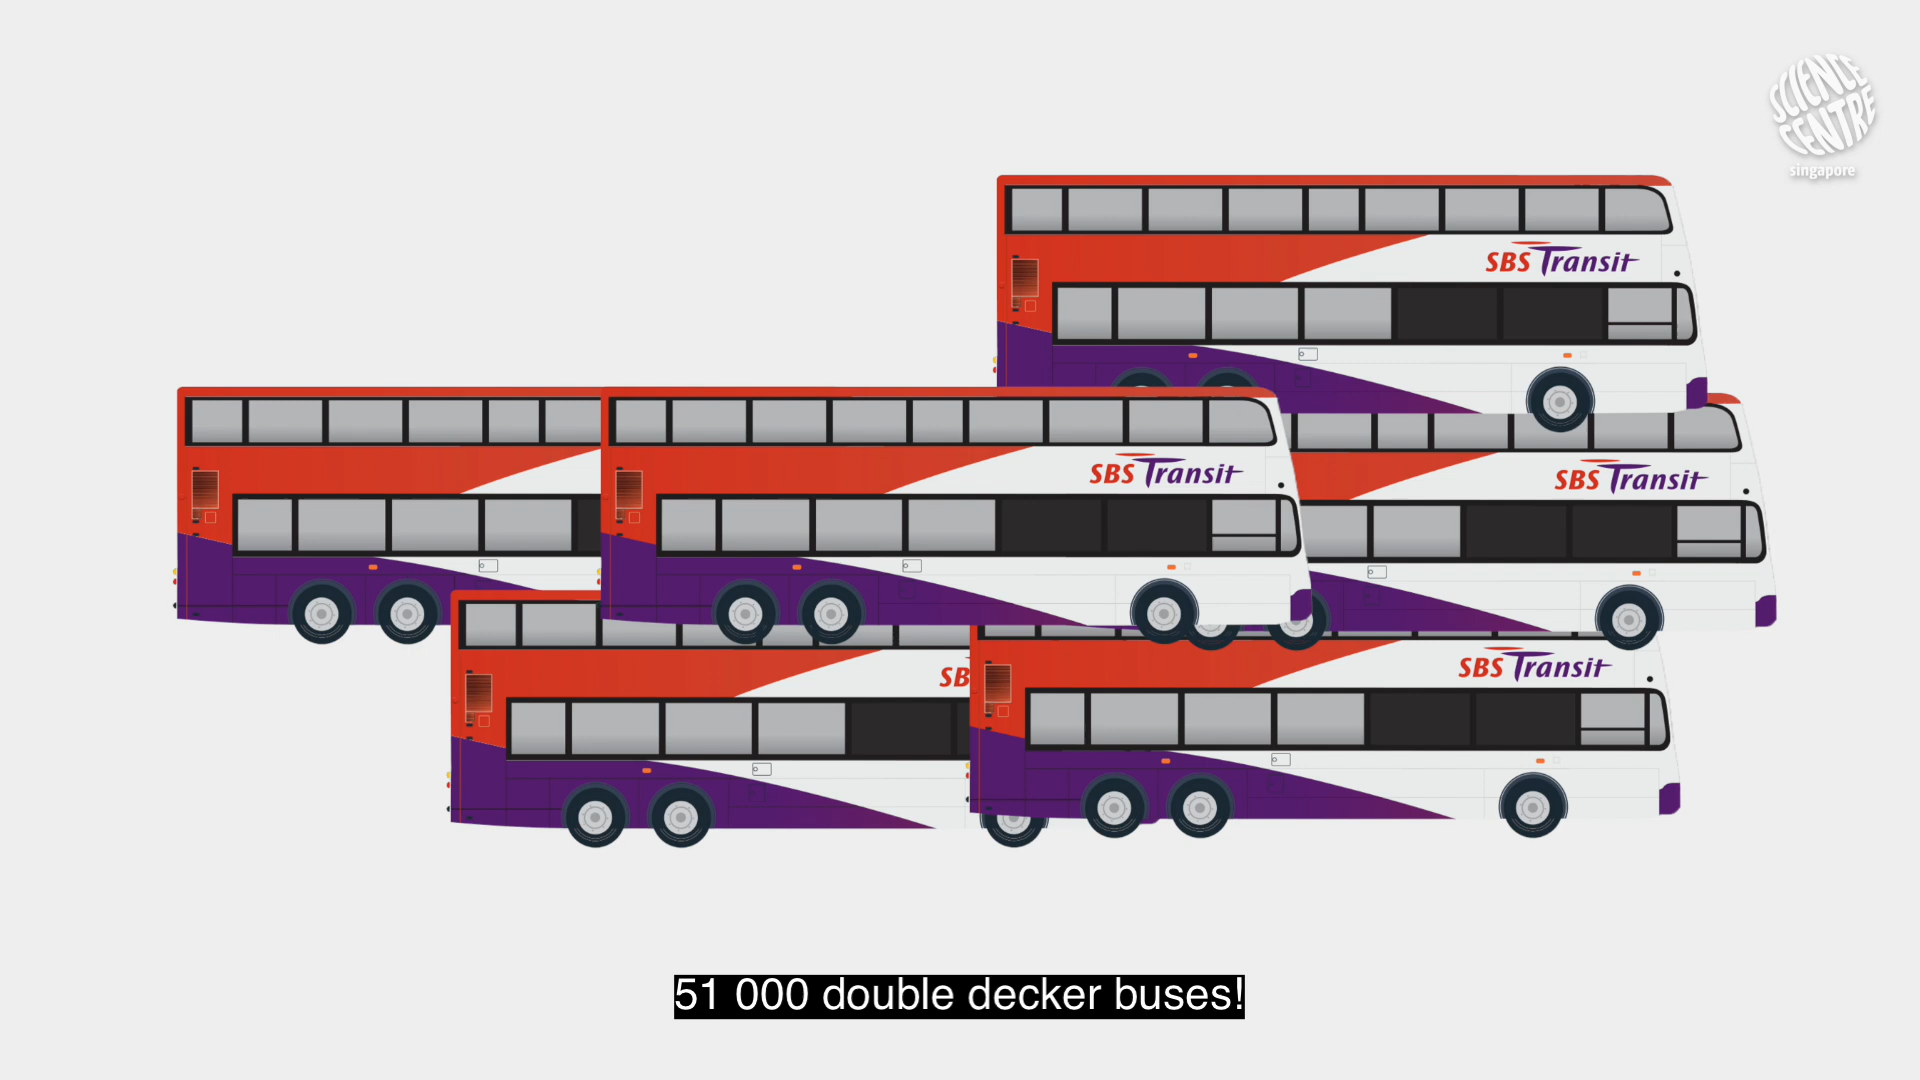 SCIENCE
CENTRE
singapore
SBS Transit
SBS Transit
SBS Transit
SB
SBS Transit
51 000 double decker buses!